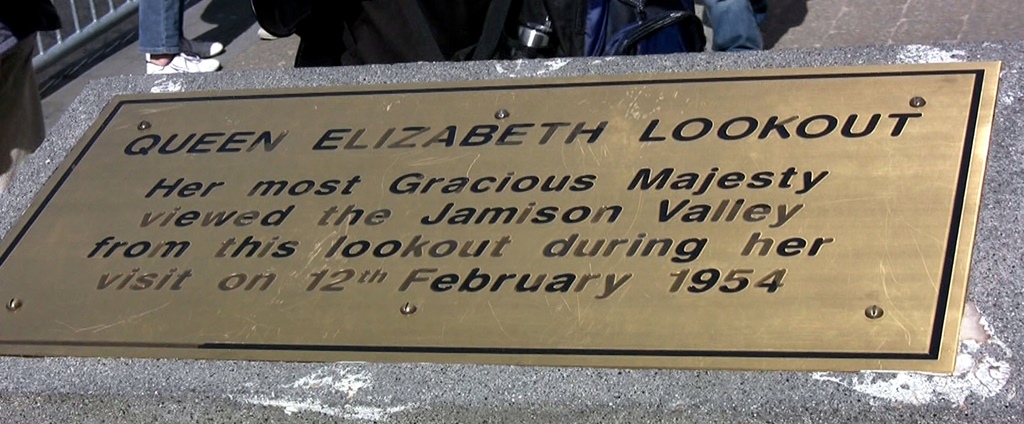 QUEEN ELIZABETH LOOKOUT
Her most Gracious Majesty
viewed the Jamison Valley
from this lookout during her
visit on 12th February 1954